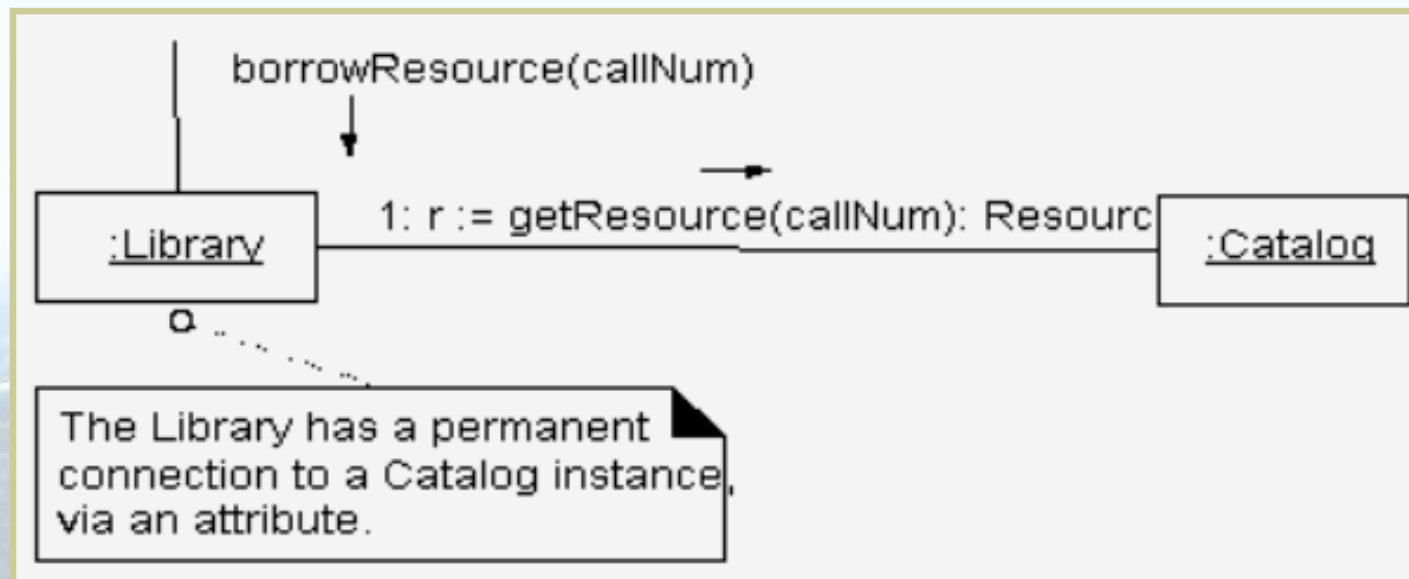 borrowResource(callNum)
1: r := getResource(callNum): Resourc
:Library
:Catalog
The Library has a permanent
connection to a Catalog instance,
via an attribute.